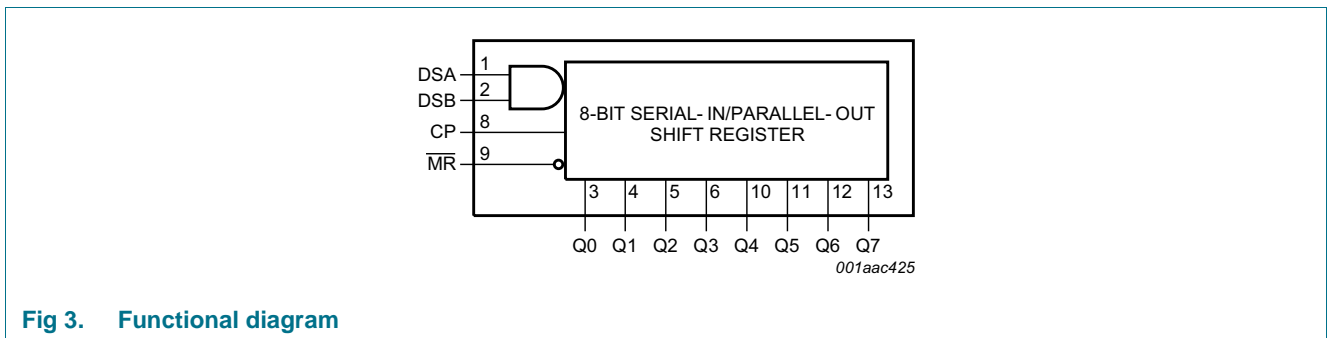 DSA 1
DSB 2
CP 8
MR 9
8-BIT SERIAL- IN/PARALLEL- OUT
SHIFT REGISTER
3 4 5 6 10 11 12 13
Q0 Q1 Q2 Q3 Q4 Q5 Q6 Q7
001aac425
Fig 3. Functional diagram